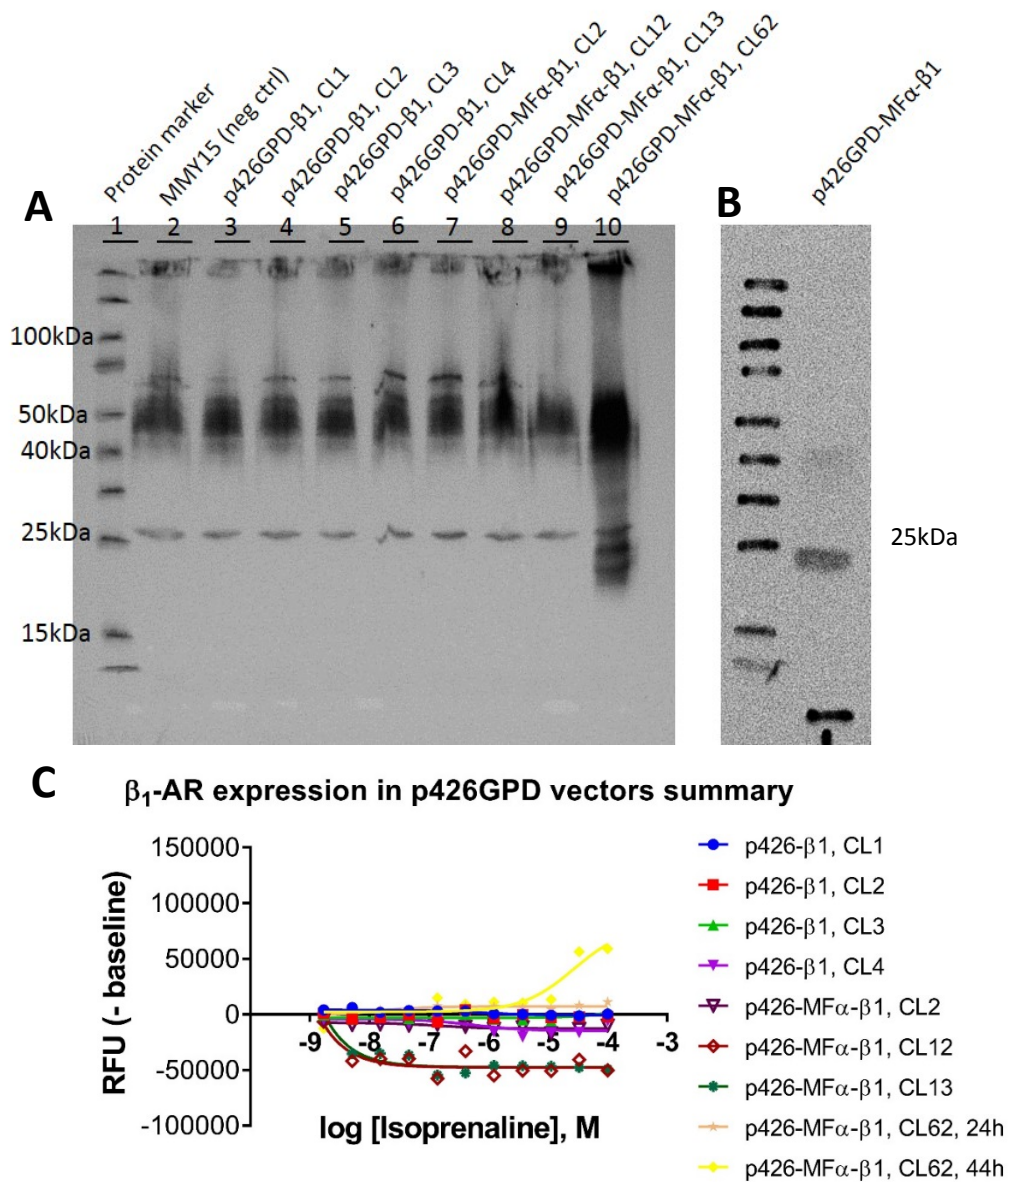 Protein marker
MMY15 (neg ctrl)
p426GPD-β1, CL1
p426GPD-β1, CL2
p426GPD-β1, CL3
p426GPD-β1, CL4
p426GPD-MFα-β1, CL2
p426GPD-MFα-β1, CL12
p426GPD-MFα-β1, CL13
p426GPD-MFα-β1, CL62
p426GPD-MFα-β1
A
B
1 2 3 4 5 6 7 8 9 10
100kDa
50kDa
40kDa
25kDa
15kDa
25kDa
C
β1-AR expression in p426GPD vectors summary
RFU (- baseline)
150000
100000
50000
0
-50000
-100000
-9 -8 -7 -6 -5 -4 -3
log [Isoprenaline], M
p426-β1, CL1
p426-β1, CL2
p426-β1, CL3
p426-β1, CL4
p426-MFα-β1, CL2
p426-MFα-β1, CL12
p426-MFα-β1, CL13
p426-MFα-β1, CL62, 24h
p426-MFα-β1, CL62, 44h